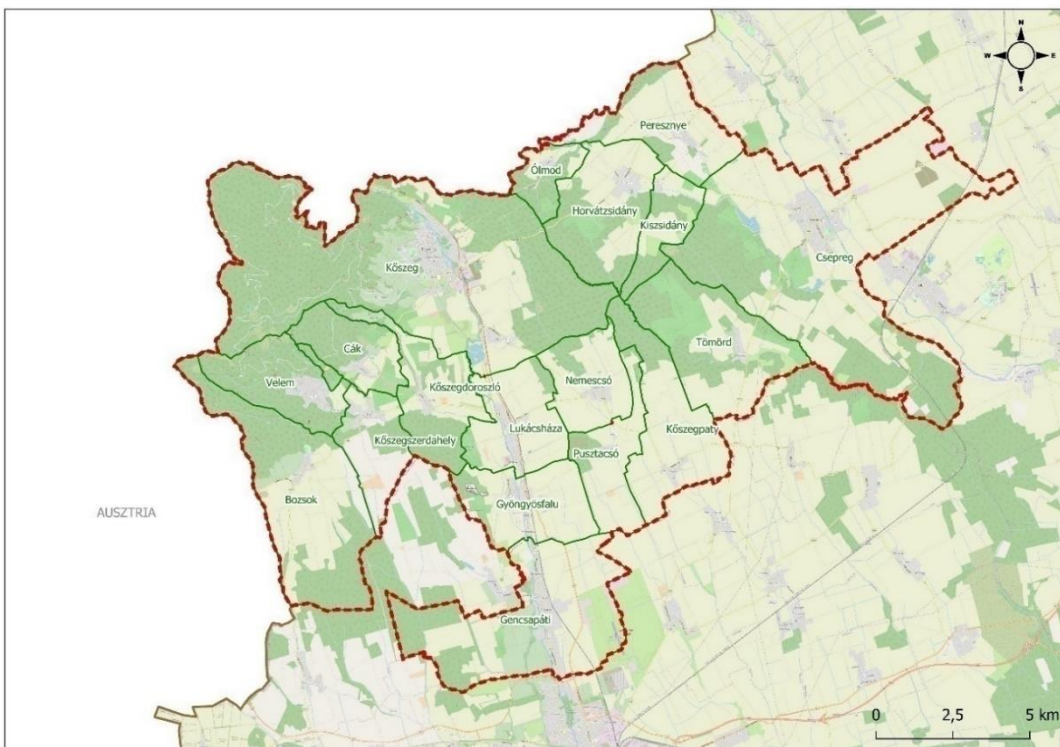 N
W E
S
Peresznye
Ólmod
Horvátzsidány
Kiszsidány
Csepreg
Kőszeg
Tömörd
Cák
Velem
Kőszegdoroszló
Nemescsó
Lukácsháza
Kőszegpaty
Kőszegszerdahely
Pusztacsó
Bozsok
Gyöngyösfalu
AUSZTRIA
Gencsapáti
0 2,5 5 km